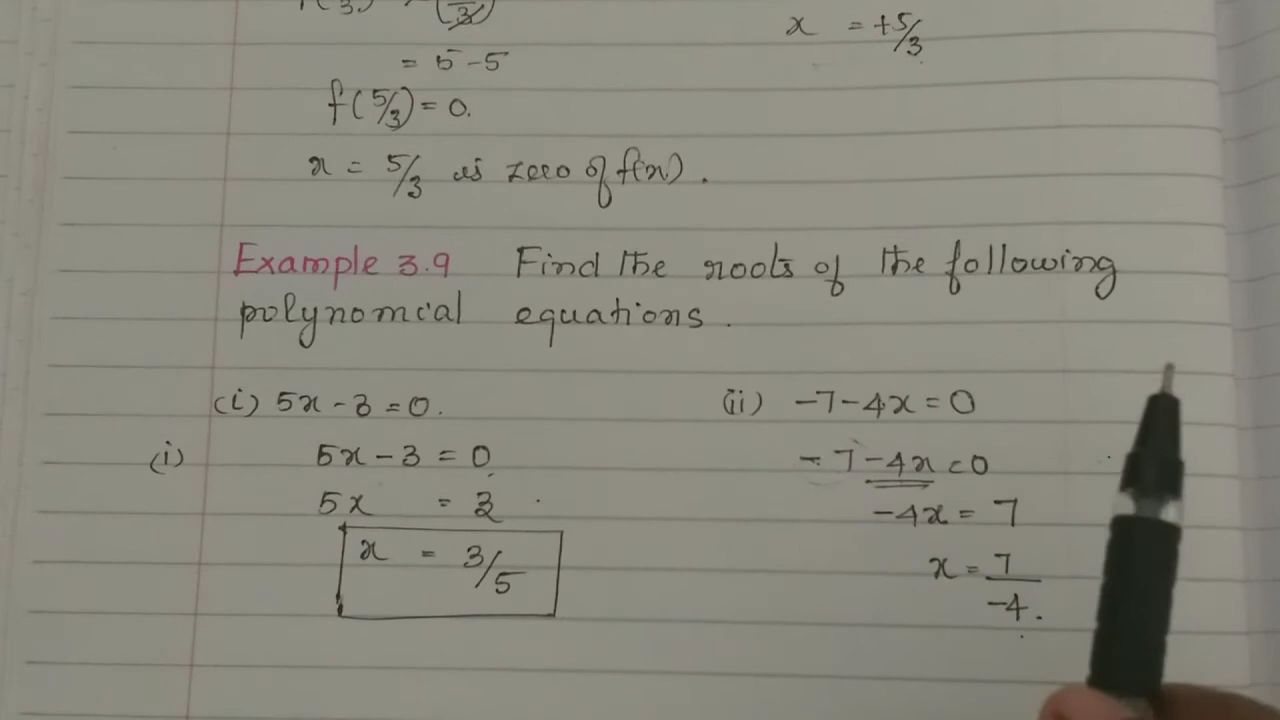 = 5-5
x = +5/3
f(5/3) = 0.
x = 5/3 is zero of f(x).
Example 3.9 Find the roots of the following
polynomial equations.
(i) 5x-3=0.
(ii) -7-4x=0
(i) 5x-3=0
5x = 3
x = 3/5
-7-4x=0
-4x = 7
x = 7/-4.